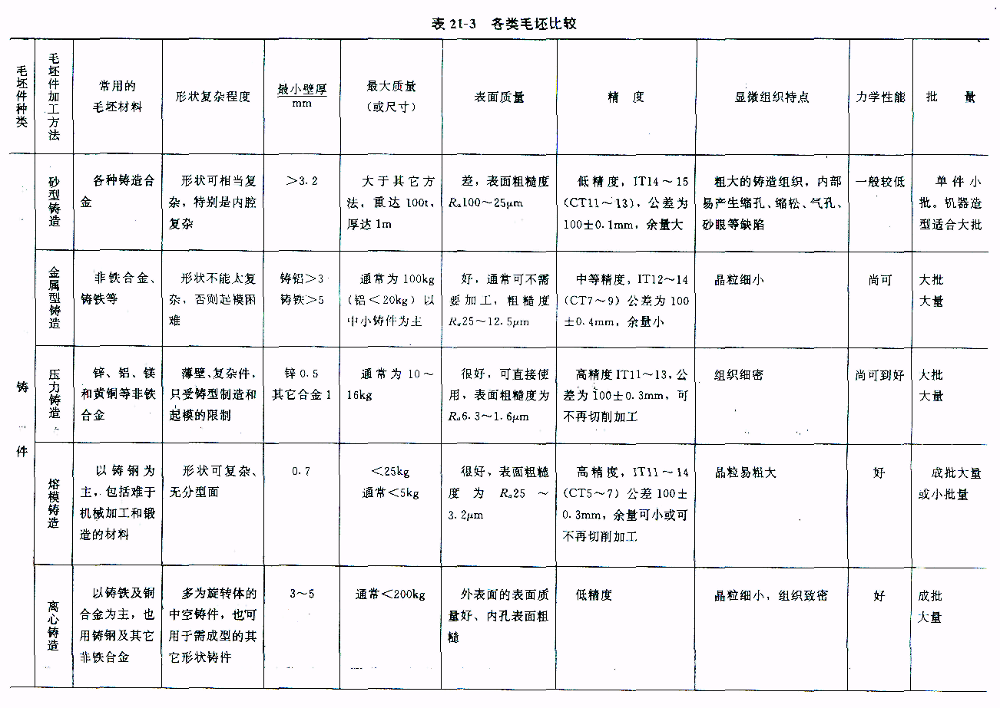 表 21-3 各类毛坯比较
毛坯件种类
毛坯件加工方法
常用的
毛坯材料
形状复杂程度
最小壁厚
mm
最大质量
(或尺寸)
表面质量
精 度
显微组织特点
力学性能
批 量
铸 件
砂型铸造
各种铸造合
金
形状可相当复
杂，特别是内腔
复杂
>3.2
大于其它方
法，重达 100t，
厚达 1m
差，表面粗糙度
Ra100～25μm
低精度，IT14～15
(CT11～13)，公差为
100±0.1mm，余量大
粗大的铸造组织，内部
易产生缩孔、缩松、气孔、
砂眼等缺陷
一般较低
单件小
批。机器造
型适合大批
金属型铸造
非铁合金、
铸铁等
形状不能太复
杂，否则起模困
难
铸铝>3
铸铁>5
通常为 100kg
(铝<20kg) 以
中小铸件为主
好，通常可不需
要加工，粗糙度
Ra25～12.5μm
中等精度，IT12～14
(CT7～9) 公差为 100
±0.4mm，余量小
晶粒细小
尚可
大批
大量
压力铸造
锌、铝、镁
和黄铜等非铁
合金
薄壁、复杂件，
只受铸型制造和
起模的限制
锌 0.5
其它合金 1
通常为 10～
16kg
很好，可直接使
用，表面粗糙度为
Ra6.3～1.6μm
高精度IT11～13，公
差为 100±0.3mm，可
不再切削加工
组织细密
尚可到好
大批
大量
熔模铸造
以铸钢为
主，包括难于
机械加工和锻
造的材料
形状可复杂、
无分型面
0.7
<25kg
通常<5kg
很好，表面粗糙
度为 Ra25～
3.2μm
高精度，IT11～14
(CT5～7) 公差 100±
0.3mm，余量可小或可
不再切削加工
晶粒易粗大
好
成批大量
或小批量
离心铸造
以铸铁及铜
合金为主，也
用铸钢及其它
非铁合金
多为旋转体的
中空铸件，也可
用于需成型的其
它形状铸件
3～5
通常<200kg
外表面的表面质
量好、内孔表面粗
糙
低精度
晶粒细小，组织致密
好
成批
大量